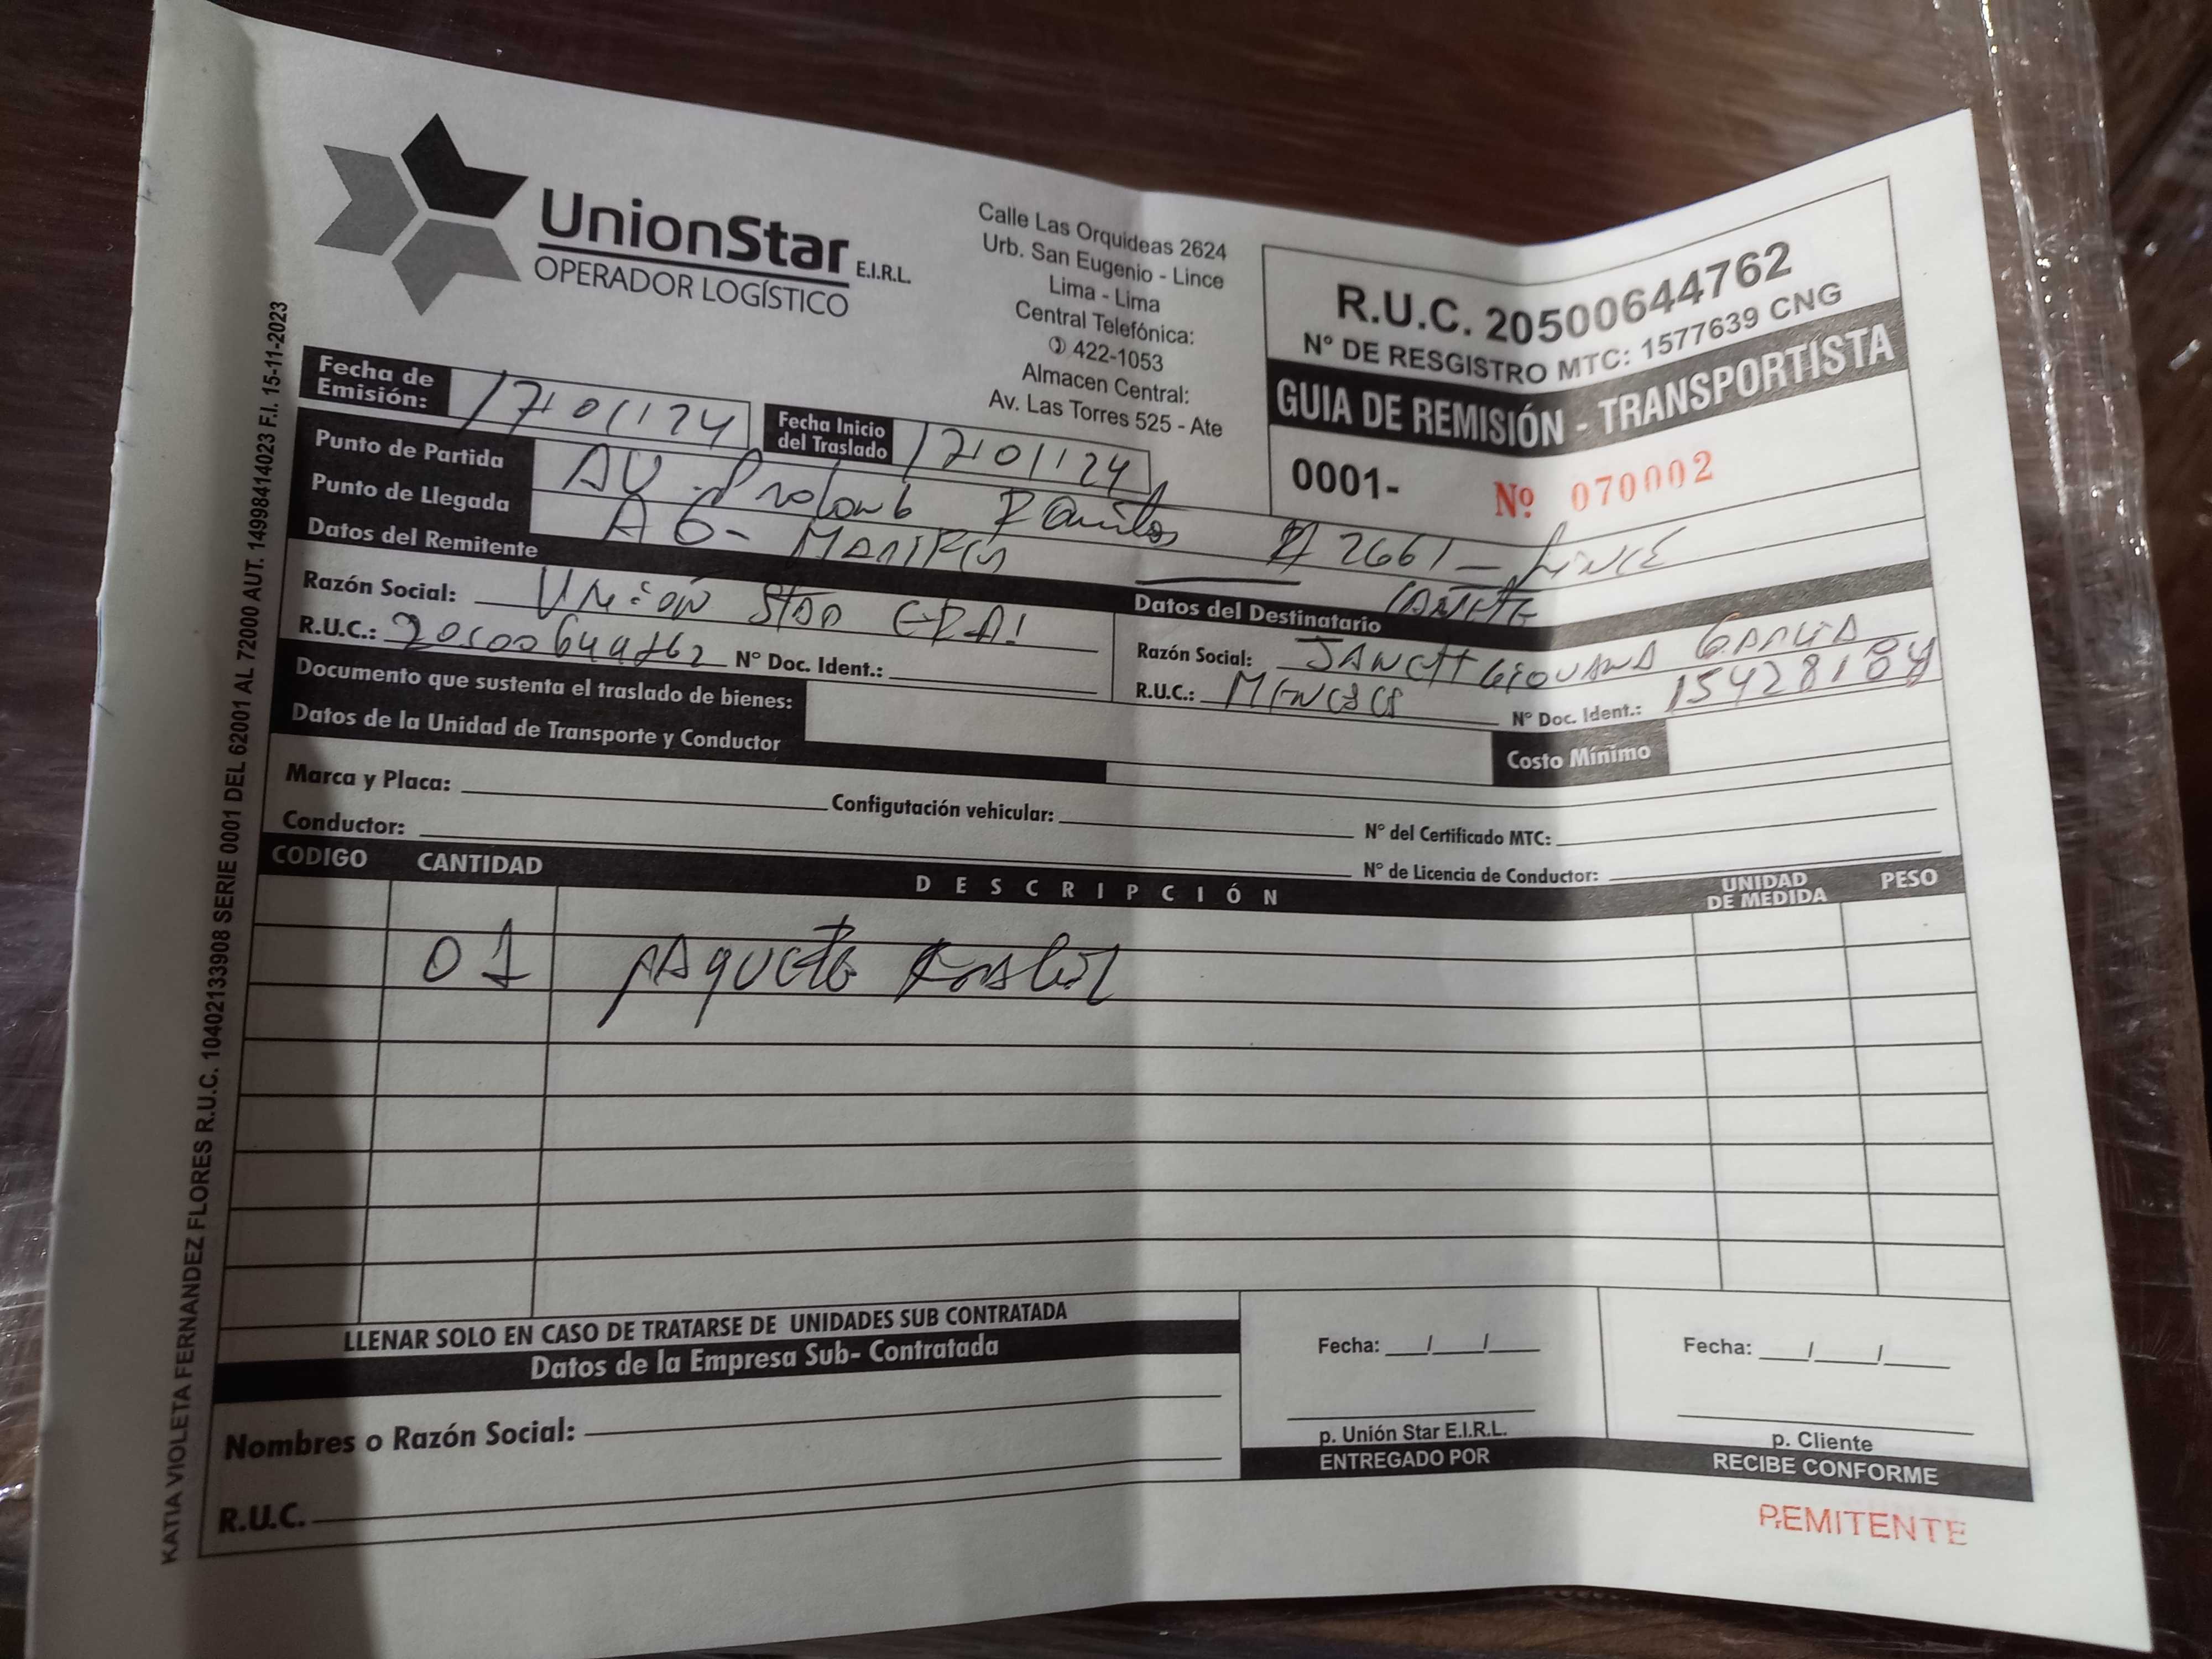 UnionStar E.I.R.L.
OPERADOR LOGÍSTICO
Calle Las Orquideas 2624
Urb. San Eugenio - Lince
Lima - Lima
Central Telefónica:
422-1053
Almacen Central:
Av. Las Torres 525 - Ate
R.U.C. 20500644762
N° DE RESGISTRO MTC: 1577639 CNG
GUIA DE REMISIÓN - TRANSPORTISTA
0001- Nº 070002
Fecha de Emisión: 17/01/24
Fecha Inicio del Traslado 17/01/24
Punto de Partida AV. 2661 - Lince
Punto de Llegada AG-
Datos del Remitente
Razón Social: Union Star
R.U.C.: 20500644762 N° Doc. Ident.:
Datos del Destinatario
Razón Social: Garcia
R.U.C.: N° Doc. Ident.:
Documento que sustenta el traslado de bienes:
Costo Mínimo
Datos de la Unidad de Transporte y Conductor
Marca y Placa: Configutación vehicular: N° del Certificado MTC:
Conductor: N° de Licencia de Conductor:
CODIGO CANTIDAD DESCRIPCIÓN UNIDAD DE MEDIDA PESO
01 paquete
LLENAR SOLO EN CASO DE TRATARSE DE UNIDADES SUB CONTRATADA
Datos de la Empresa Sub- Contratada
Nombres o Razón Social:
R.U.C.
Fecha: / /
p. Unión Star E.I.R.L.
ENTREGADO POR
Fecha: / /
p. Cliente
RECIBE CONFORME
REMITENTE
KATIA VIOLETA FERNANDEZ FLORES R.U.C. 10402133908 SERIE 0001 DEL 62001 AL 72000 AUT. 14998414023 F.I. 15-11-2023